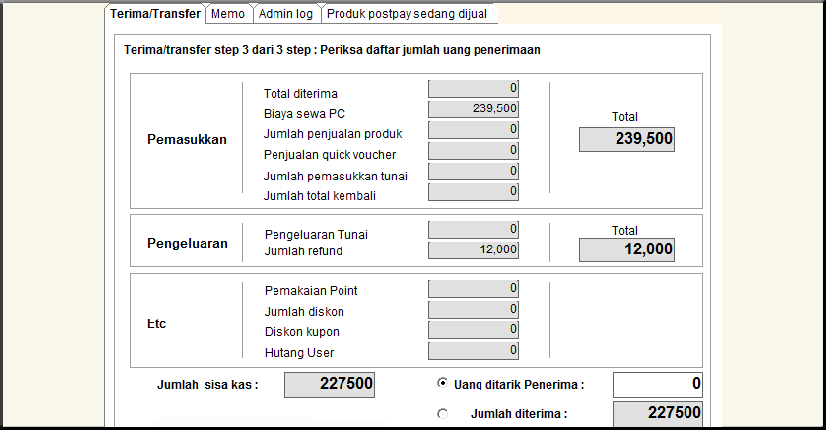 Terima/Transfer Memo Admin log Produk postpay sedang dijual
Terima/transfer step 3 dari 3 step : Periksa daftar jumlah uang penerimaan
Pemasukkan
Total diterima 0
Biaya sewa PC 239,500
Jumlah penjualan produk 0
Penjualan quick voucher 0
Jumlah pemasukkan tunai 0
Jumlah total kembali 0
Total
239,500
Pengeluaran
Pengeluaran Tunai 0
Jumlah refund 12,000
Total
12,000
Etc
Pemakaian Point 0
Jumlah diskon 0
Diskon kupon 0
Hutang User 0
Jumlah sisa kas : 227500
Uang ditarik Penerima : 0
Jumlah diterima : 227500